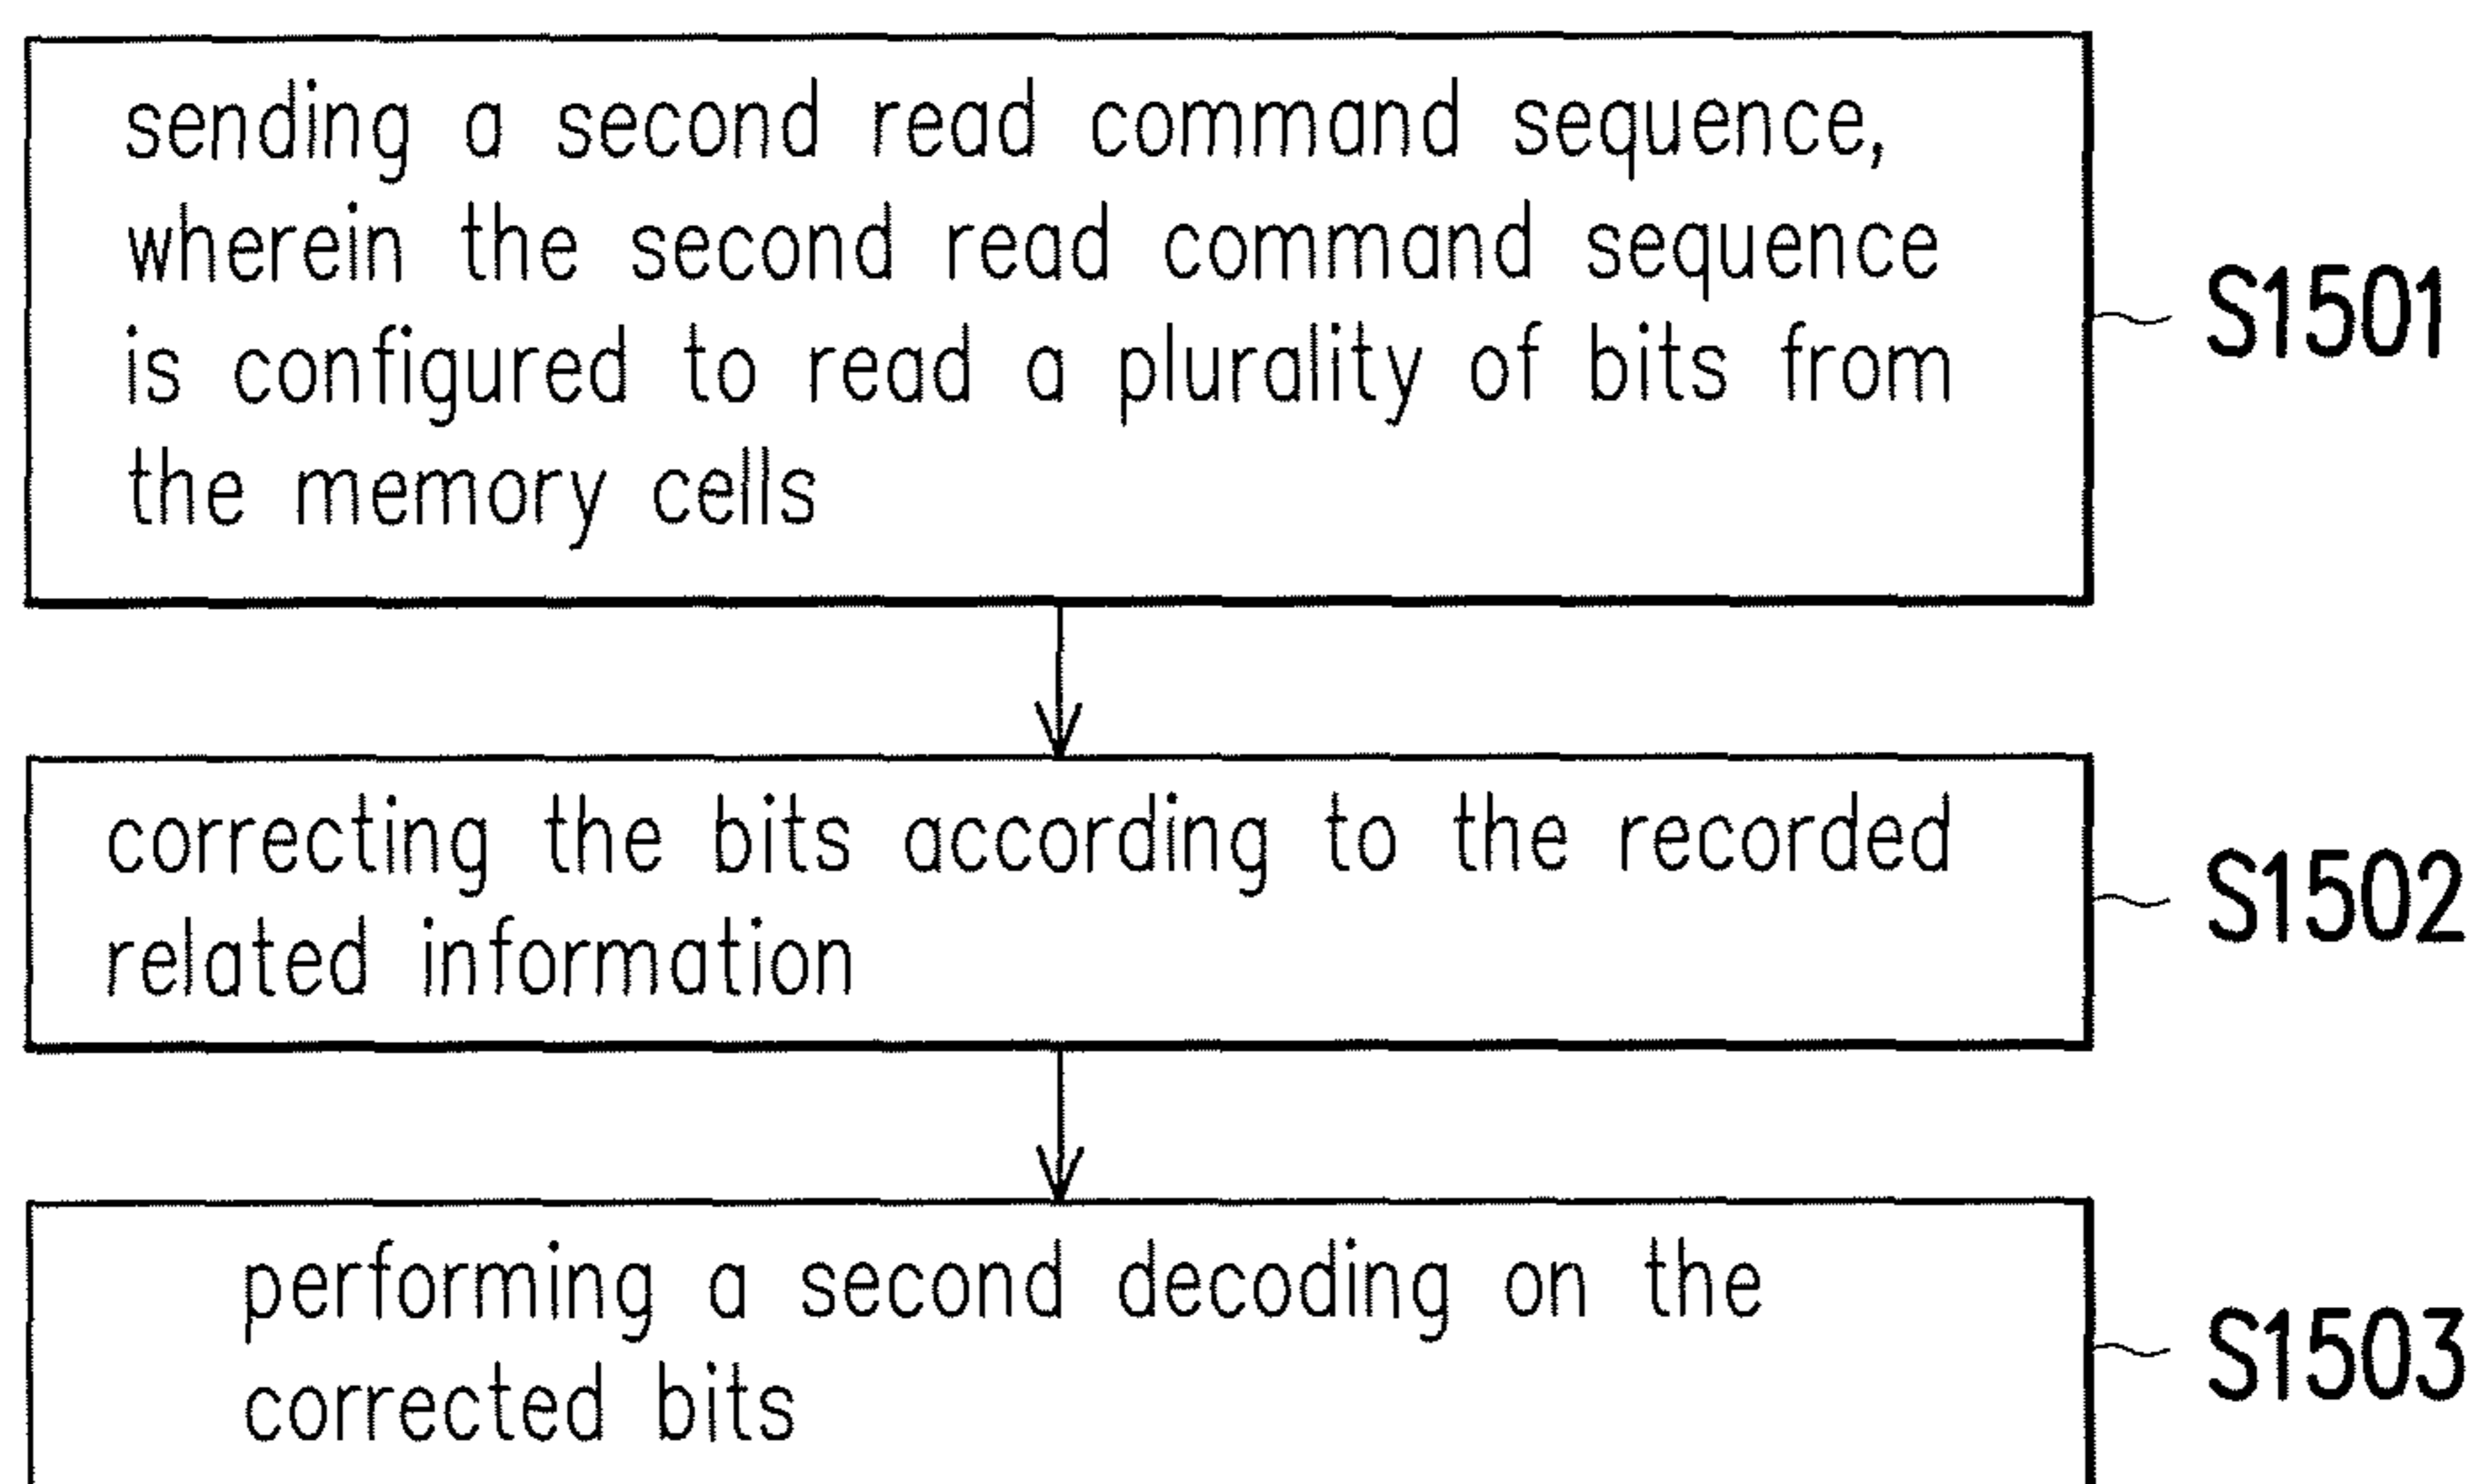 sending a second read command sequence,
wherein the second read command sequence
is configured to read a plurality of bits from
the memory cells
S1501
correcting the bits according to the recorded
related information
S1502
performing a second decoding on the
corrected bits
S1503